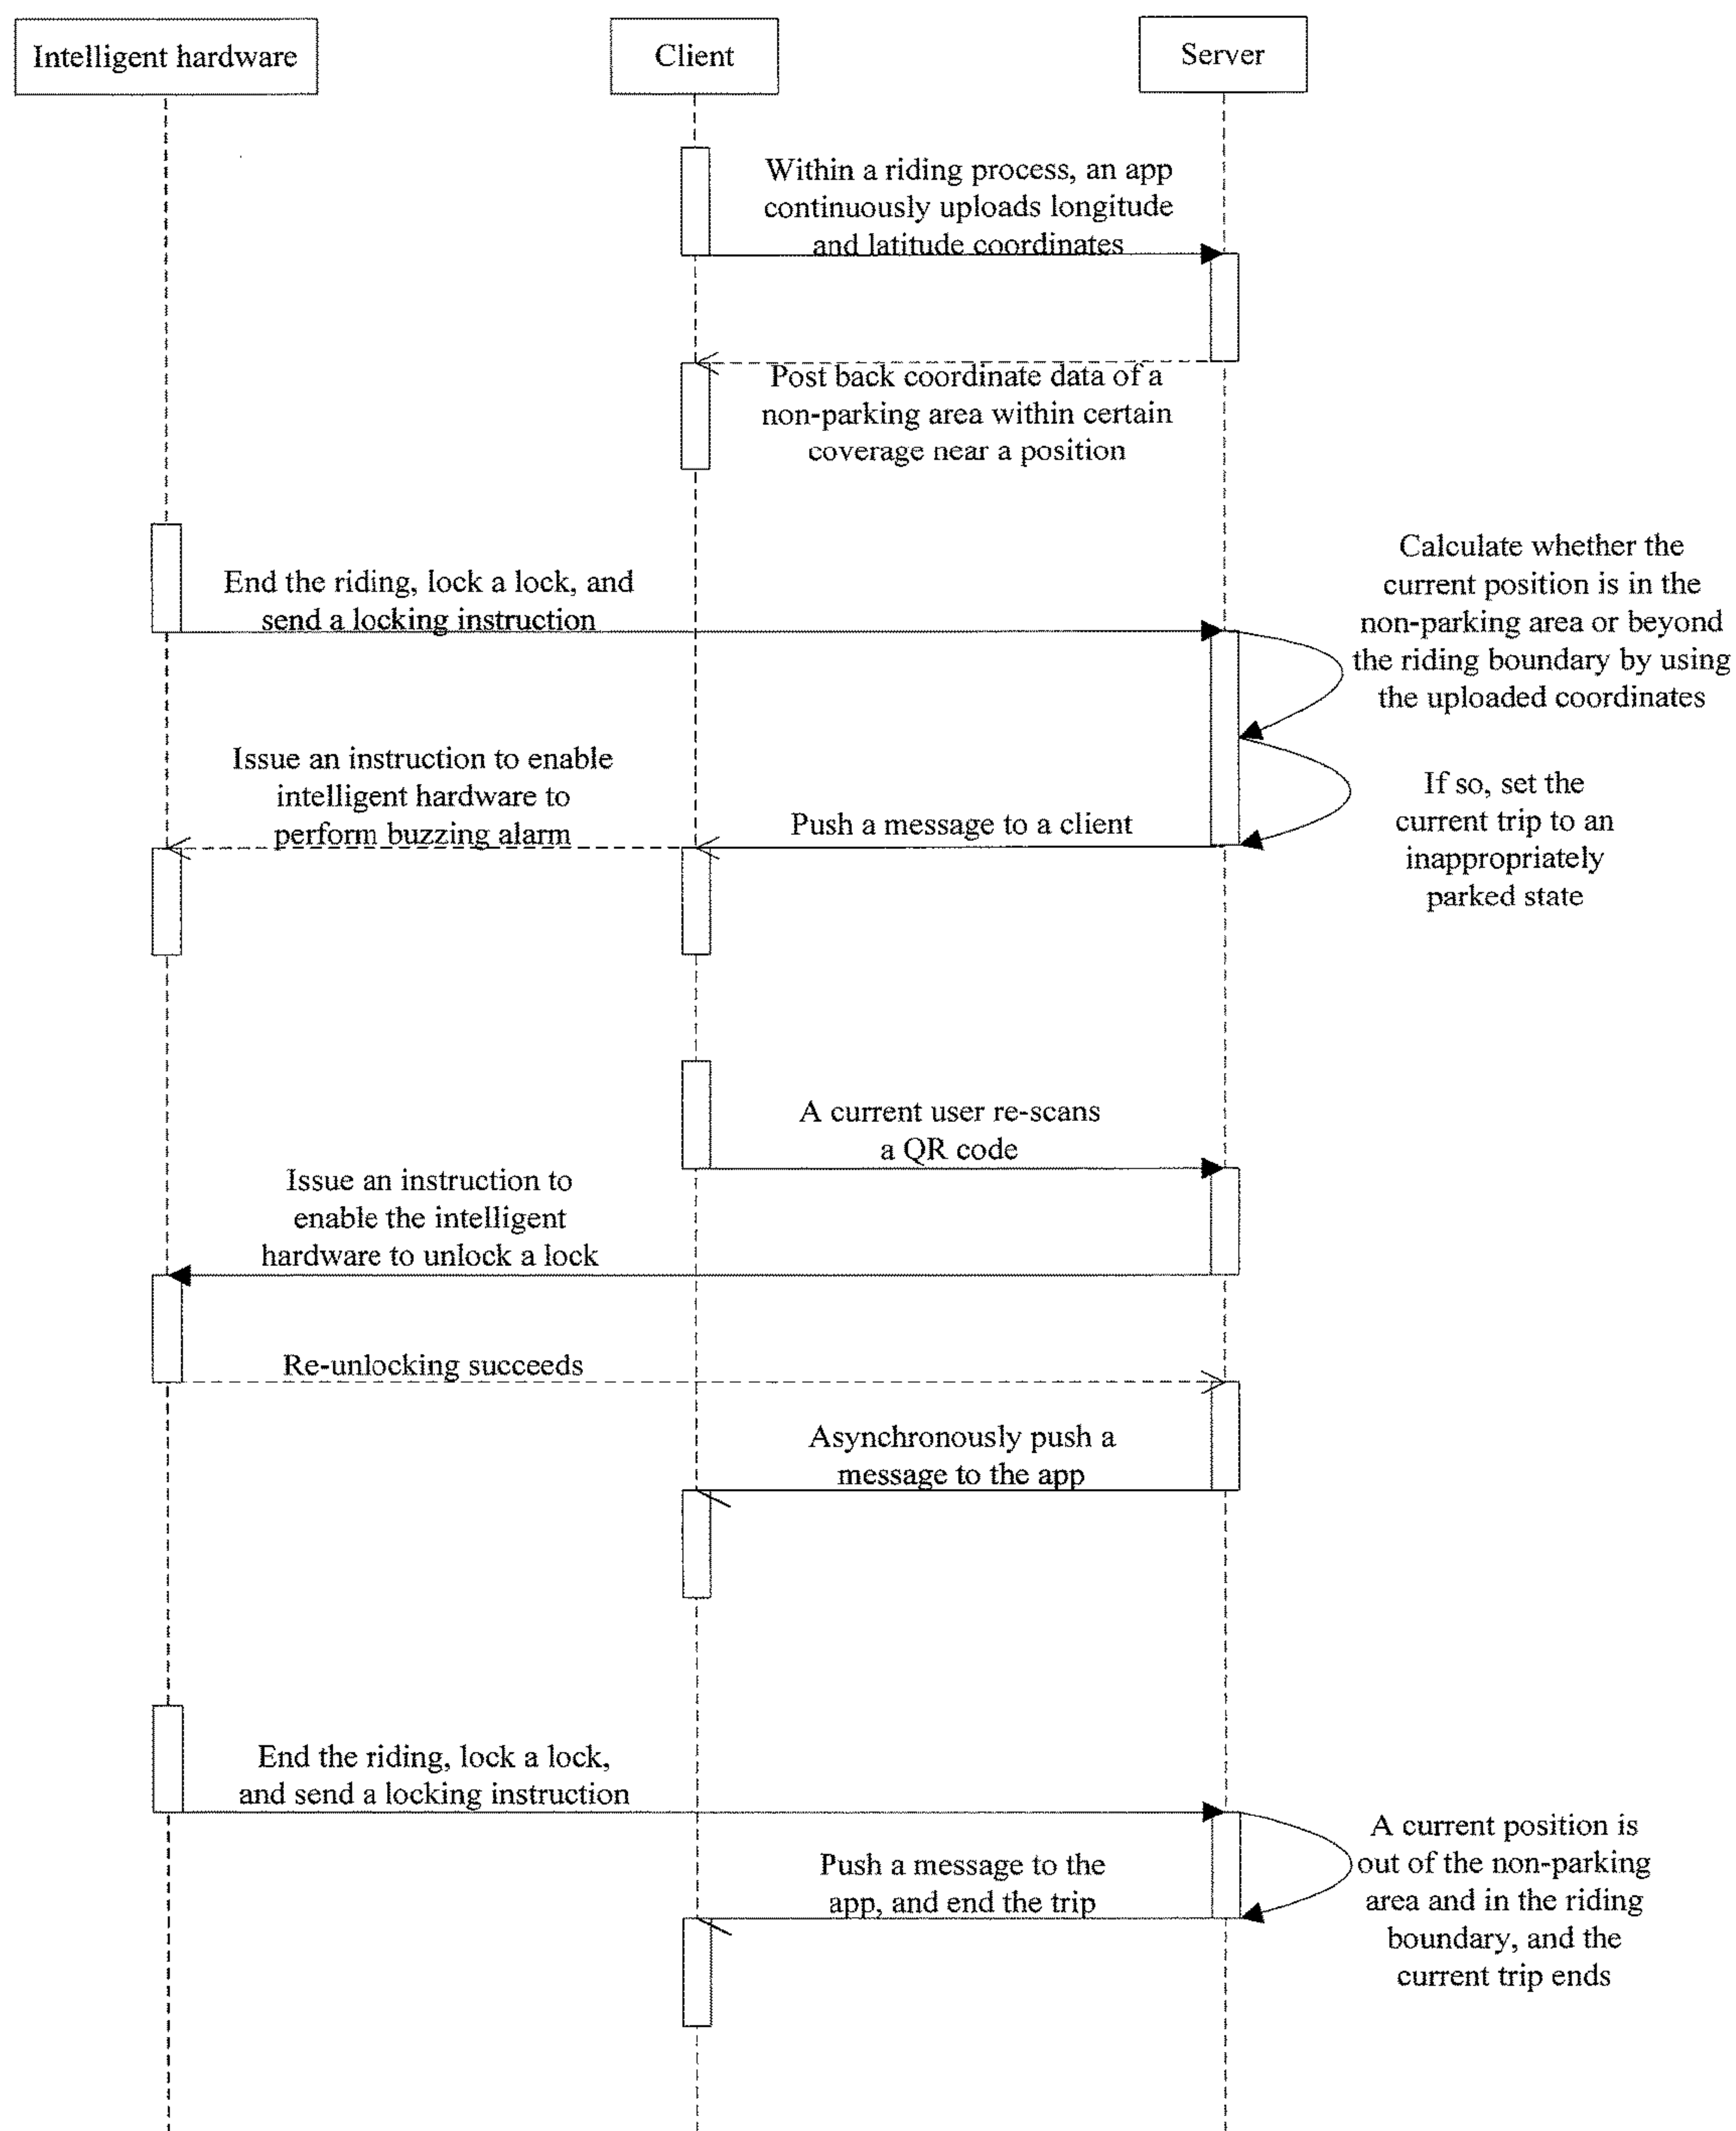 Intelligent hardware
Client
Server
Within a riding process, an app
continuously uploads longitude
and latitude coordinates
Post back coordinate data of a
non-parking area within certain
coverage near a position
End the riding, lock a lock, and
send a locking instruction
Calculate whether the
current position is in the
non-parking area or beyond
the riding boundary by using
the uploaded coordinates
Issue an instruction to enable
intelligent hardware to
perform buzzing alarm
Push a message to a client
If so, set the
current trip to an
inappropriately
parked state
A current user re-scans
a QR code
Issue an instruction to
enable the intelligent
hardware to unlock a lock
Re-unlocking succeeds
Asynchronously push a
message to the app
End the riding, lock a lock,
and send a locking instruction
Push a message to the
app, and end the trip
A current position is
out of the non-parking
area and in the riding
boundary, and the
current trip ends